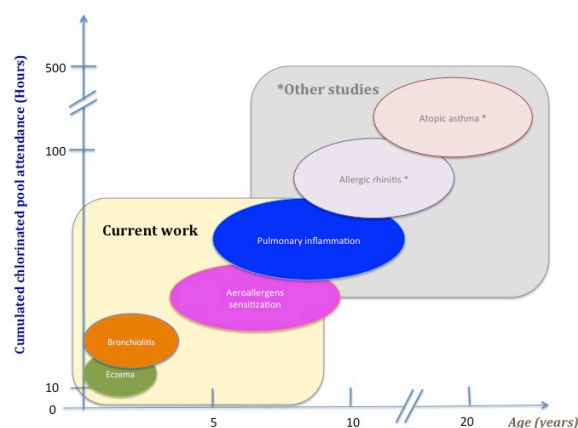 Cumulated chlorinated pool attendance (Hours)
500
100
10
0
*Other studies
Atopic asthma *
Allergic rhinitis *
Current work
Pulmonary inflammation
Aeroallergens
sensitization
Bronchiolitis
Eczema
5
10
20
Age (years)